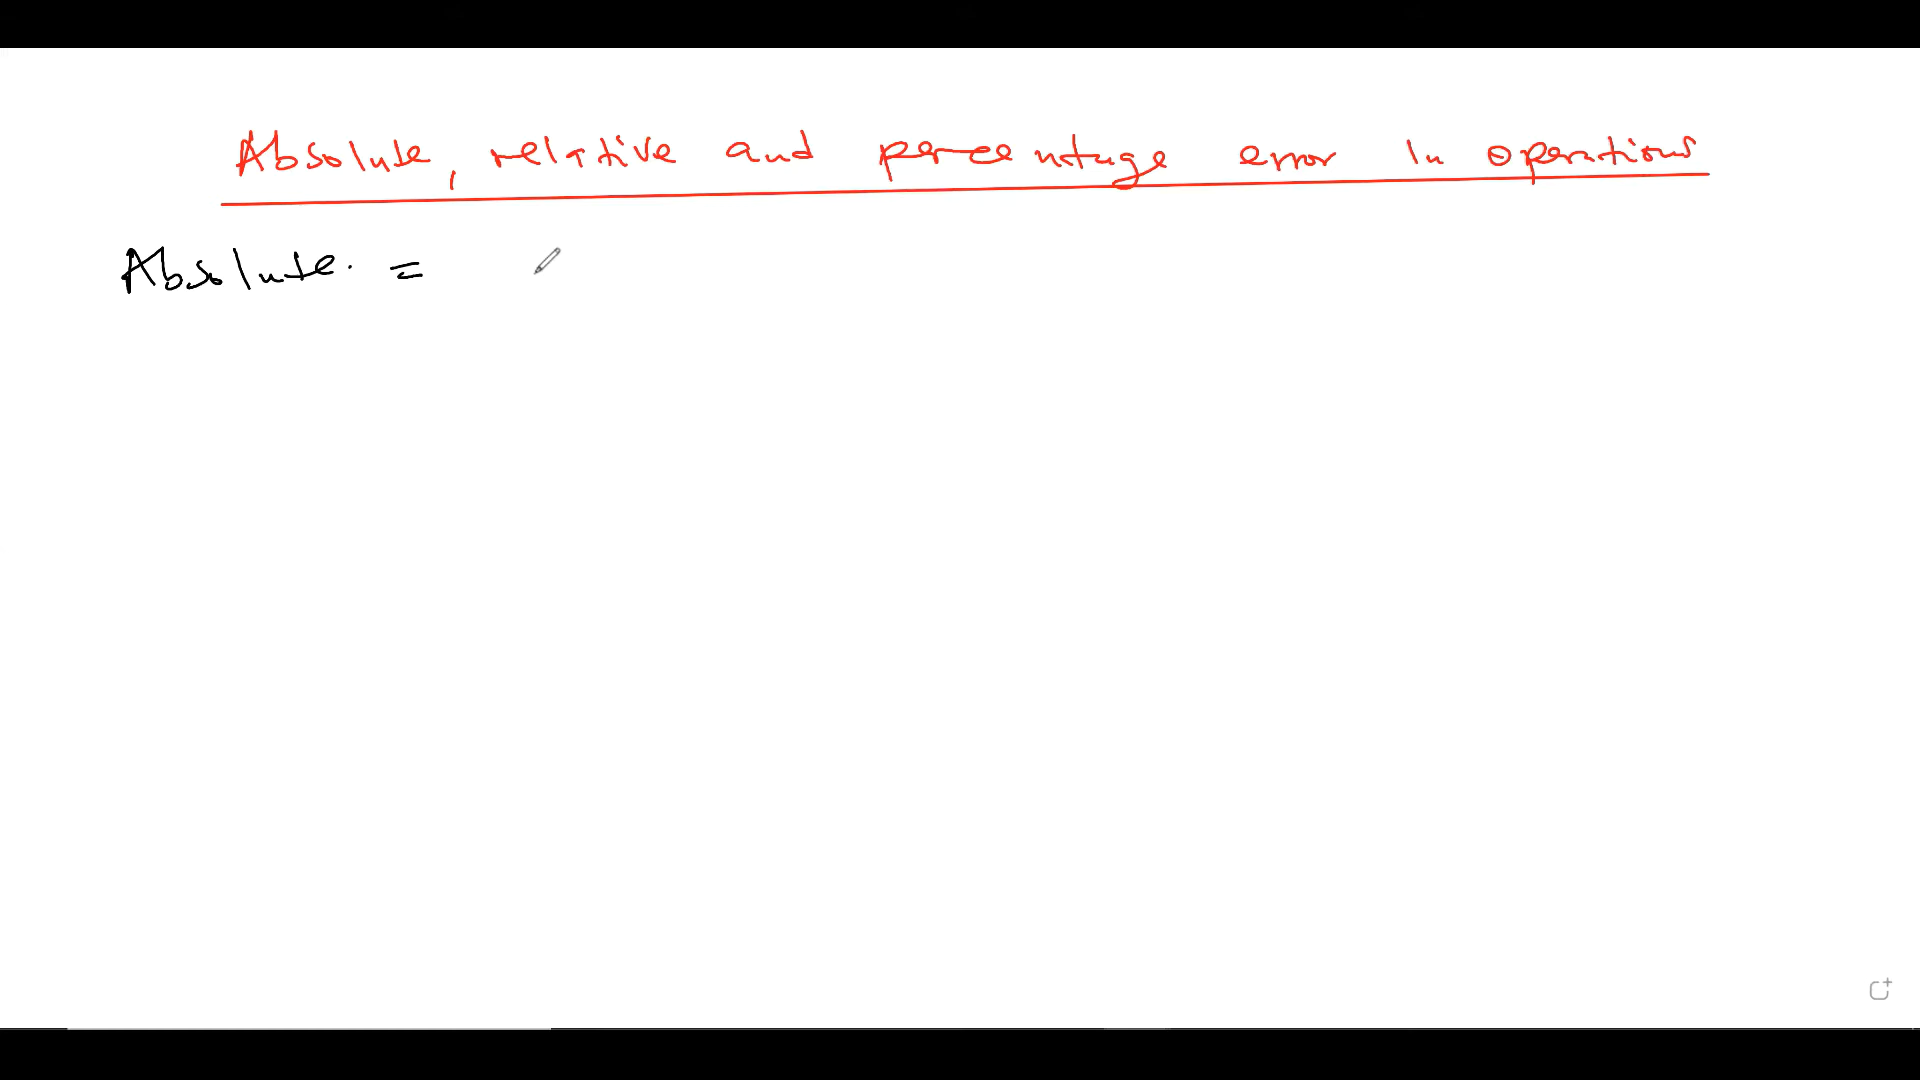 Absolute, relative and percentage error in operations
Absolute. =